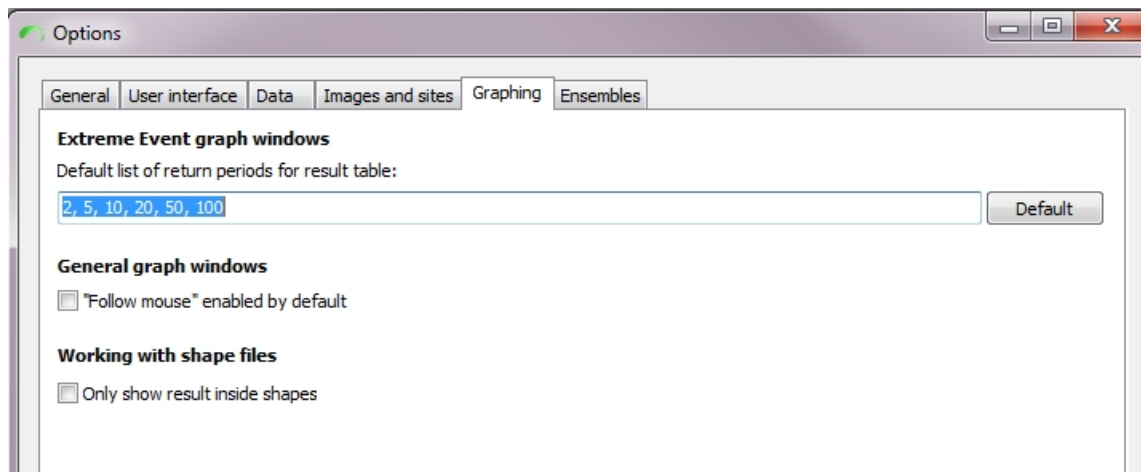 Options
General User interface Data Images and sites Graphing Ensembles
Extreme Event graph windows
Default list of return periods for result table:
2, 5, 10, 20, 50, 100 Default
General graph windows
"Follow mouse" enabled by default
Working with shape files
Only show result inside shapes